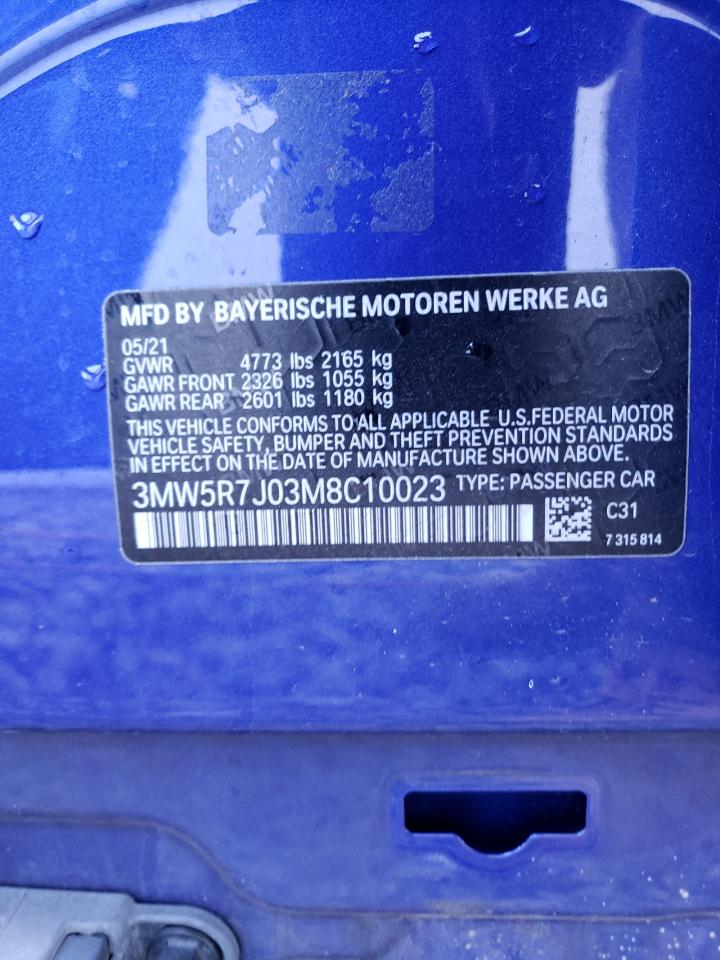 MFD BY BAYERISCHE MOTOREN WERKE AG
05/21
GVWR 4773 lbs 2165 kg
GAWR FRONT 2326 lbs 1055 kg
GAWR REAR 2601 lbs 1180 kg
THIS VEHICLE CONFORMS TO ALL APPLICABLE U.S.FEDERAL MOTOR
VEHICLE SAFETY, BUMPER AND THEFT PREVENTION STANDARDS
IN EFFECT ON THE DATE OF MANUFACTURE SHOWN ABOVE.
3MW5R7J03M8C10023 TYPE: PASSENGER CAR
C31
7 315 814